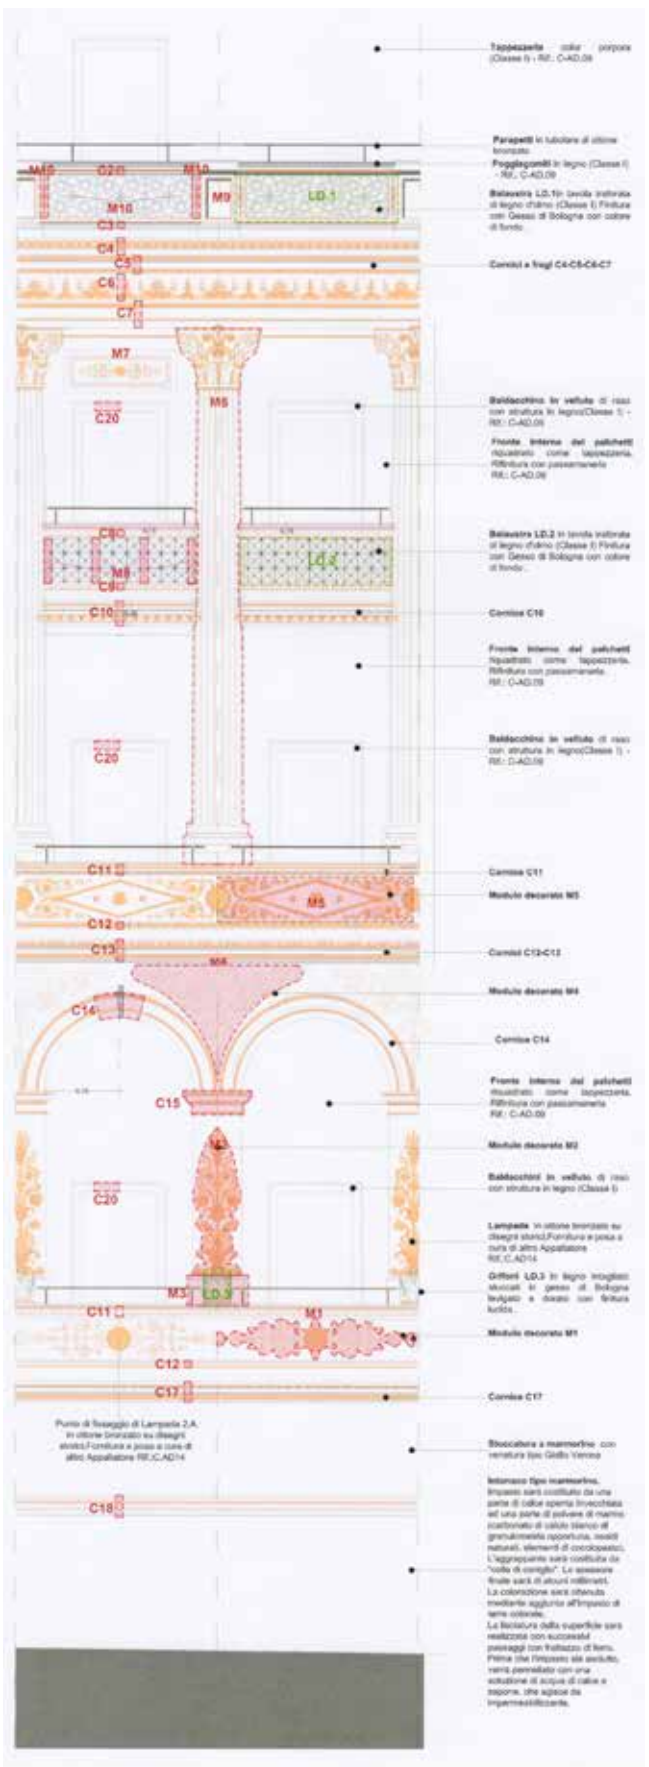 Tappezzeria color porpora
(Classe I) - Rif.: C-AD.09
Parapetti in tubolare di ottone
bronzato
Poggiagomiti in legno (Classe I)
- Rif.: C-AD.09
M10
C2
M10
M9
LD.1
M10
Balaustra LD.1 in tavola traforata
di legno d'olmo (Classe I) Finitura
con Gesso di Bologna con colore
di fondo.
C3
C4
C5
Cornici e fregi C4-C5-C6-C7
C6
C7
M7
M6
C20
Baldacchino in velluto di raso
con struttura in legno(Classe I) -
Rif.: C-AD.09
Fronte interno dei palchetti
riquadrato come tappezzeria.
Rifinitura con passamaneria
Rif.: C-AD.09
C8
M8
LD.2
Balaustra LD.2 in tavola traforata
di legno d'olmo (Classe I) Finitura
con Gesso di Bologna con colore
di fondo.
C9
C10
Cornice C10
Fronte interno dei palchetti
riquadrato come tappezzeria.
Rifinitura con passamaneria.
Rif.: C-AD.09
C20
Baldacchino in velluto di raso
con struttura in legno(Classe I) -
Rif.: C-AD.09
C11
Cornice C11
M5
Modulo decorato M5
C12
C13
Cornici C12-C13
Modulo decorato M4
C14
Cornice C14
C15
Fronte interno dei palchetti
riquadrato come tappezzeria.
Rifinitura con passamaneria
Rif.: C-AD.09
Modulo decorato M2
C20
Baldacchini in velluto di raso
con struttura in legno (Classe I)
Lampade in ottone bronzato su
disegni storici.Fornitura e posa a
cura di altro Appaltatore
Rif.:C.AD14
M3
LD.3
Grifoni LD.3 in legno intagliato
stuccati in gesso di Bologna
levigato e dorato con finitura
lucida.
C11
M1
Modulo decorato M1
C12
C17
Cornice C17
Punto di fissaggio di Lampada 2.A.
in ottone bronzato su disegni
storici.Fornitura e posa a cura di
altro Appaltatore Rif.:C.AD14
Stuccatura a marmorino con
venatura tipo Giallo Verona
C18
Intonaco tipo marmorino.
Impasto sarà costituito da una
parte di calce spenta invecchiata
ed una parte di polvere di marmo
(carbonato di calcio bianco di
granulometria opportuna, residui
naturali, elementi di cocciopesto).
L'aggrappante sarà costituito da
"colla di coniglio". Lo spessore
finale sarà di alcuni millimetri.
La colorazione sarà ottenuta
mediante aggiunta all'impasto di
terre colorate.
La lisciatura della superficie sarà
realizzata con successivi
passaggi con frattazzo di ferro.
Prima che l'impasto sia asciutto,
verrà pennellato con una
soluzione di acqua di calce e
sapone, che agisce da
impermeabilizzante.